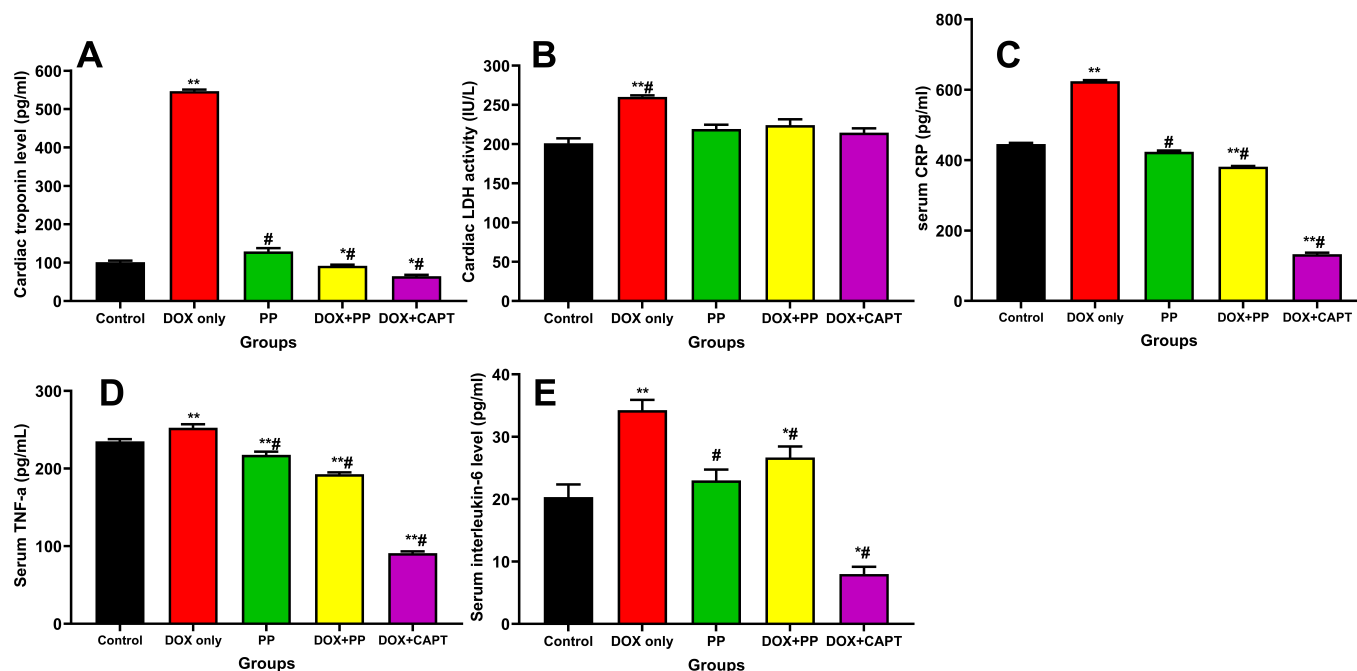 A
Cardiac troponin level (pg/ml)
600
500
400
300
200
100
0
**
#
*#
*#
Control DOX only PP DOX+PP DOX+CAPT
Groups
B
Cardiac LDH activity (IU/L)
300
250
200
150
100
50
0
**#
Control DOX only PP DOX+PP DOX+CAPT
Groups
C
serum CRP (pg/ml)
800
600
400
200
0
**
#
**#
**#
Control DOX only PP DOX+PP DOX+CAPT
Groups
D
Serum TNF-a (pg/mL)
300
200
100
0
**
**#
**#
**#
Control DOX only PP DOX+PP DOX+CAPT
Groups
E
Serum interleukin-6 level (pg/ml)
40
30
20
10
0
**
#
*#
*#
Control DOX only PP DOX+PP DOX+CAPT
Groups